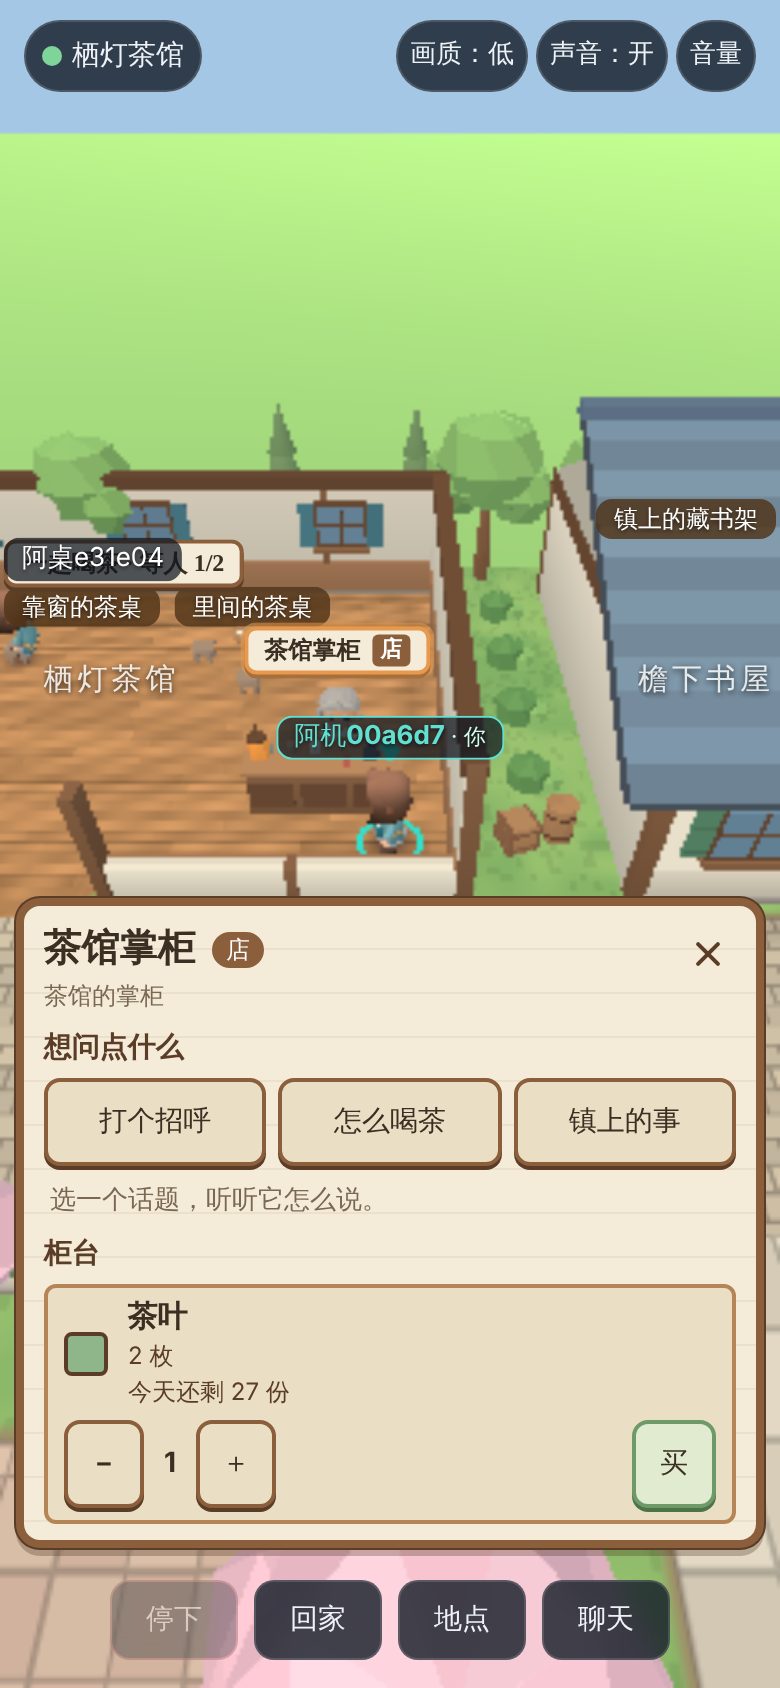 栖灯茶馆
画质：低
声音：开
音量
镇上的藏书架
阿桌e31e04
人 1/2
靠窗的茶桌
里间的茶桌
茶馆掌柜 店
栖灯茶馆
檐下书屋
阿机00a6d7 · 你
茶馆掌柜 店
茶馆的掌柜
想问点什么
打个招呼
怎么喝茶
镇上的事
选一个话题，听听它怎么说。
柜台
茶叶
2 枚
今天还剩 27 份
− 1 +
买
停下
回家
地点
聊天